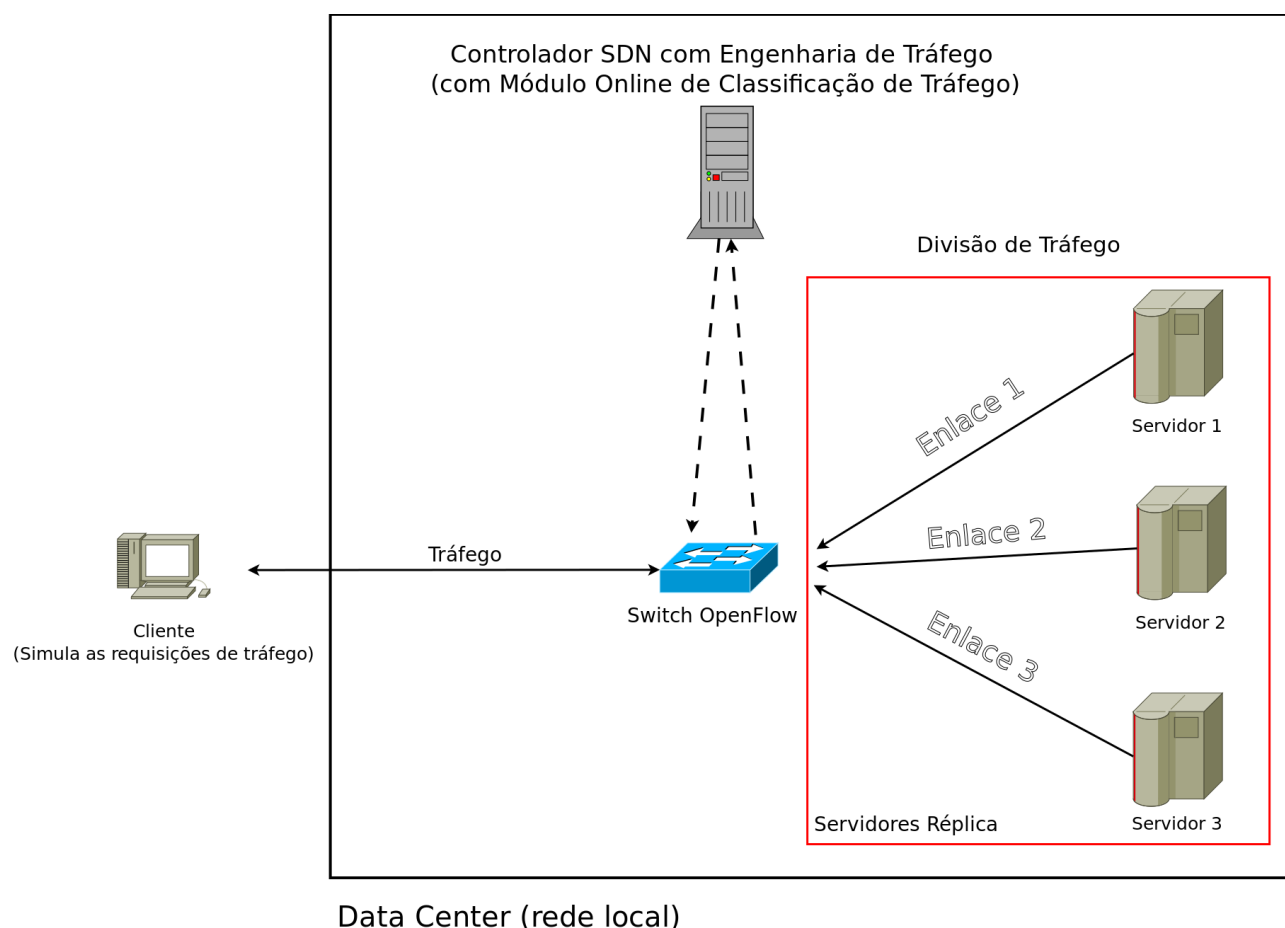 Controlador SDN com Engenharia de Tráfego
(com Módulo Online de Classificação de Tráfego)
Divisão de Tráfego
Enlace 1
Servidor 1
Enlace 2
Tráfego
Switch OpenFlow
Servidor 2
Cliente
(Simula as requisições de tráfego)
Enlace 3
Servidores Réplica
Servidor 3
Data Center (rede local)